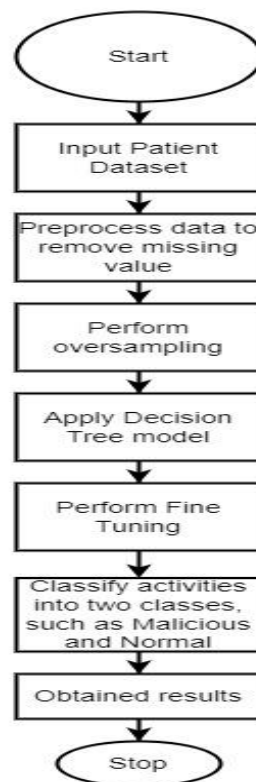 Start
Input Patient
Dataset
Preprocess data to
remove missing
value
Perform
oversampling
Apply Decision
Tree model
Perform Fine
Tuning
Classify activities
into two classes,
such as Malicious
and Normal
Obtained results
Stop